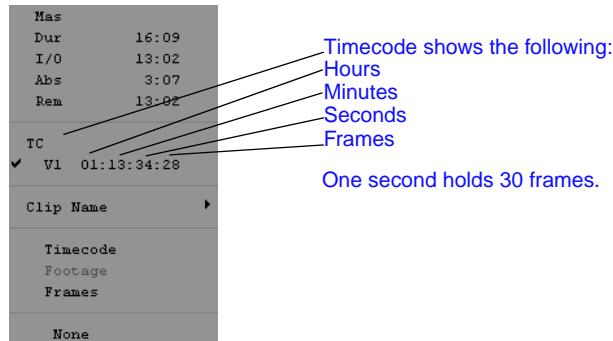 Mas
Dur 16:09
I/O 13:02
Abs 3:07
Rem 13:02
TC
✔ V1 01:13:34:28
Clip Name
Timecode
Footage
Frames
None
Timecode shows the following:
Hours
Minutes
Seconds
Frames
One second holds 30 frames.